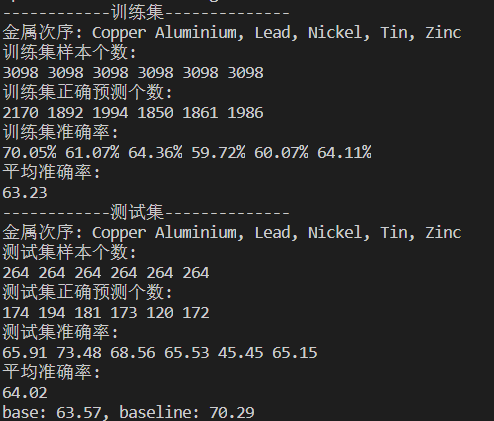 ------------训练集--------------
金属次序: Copper Aluminium, Lead, Nickel, Tin, Zinc
训练集样本个数:
3098 3098 3098 3098 3098 3098
训练集正确预测个数:
2170 1892 1994 1850 1861 1986
训练集准确率:
70.05% 61.07% 64.36% 59.72% 60.07% 64.11%
平均准确率:
63.23
------------测试集--------------
金属次序: Copper Aluminium, Lead, Nickel, Tin, Zinc
测试集样本个数:
264 264 264 264 264 264
测试集正确预测个数:
174 194 181 173 120 172
测试集准确率:
65.91 73.48 68.56 65.53 45.45 65.15
平均准确率:
64.02
base: 63.57, baseline: 70.29